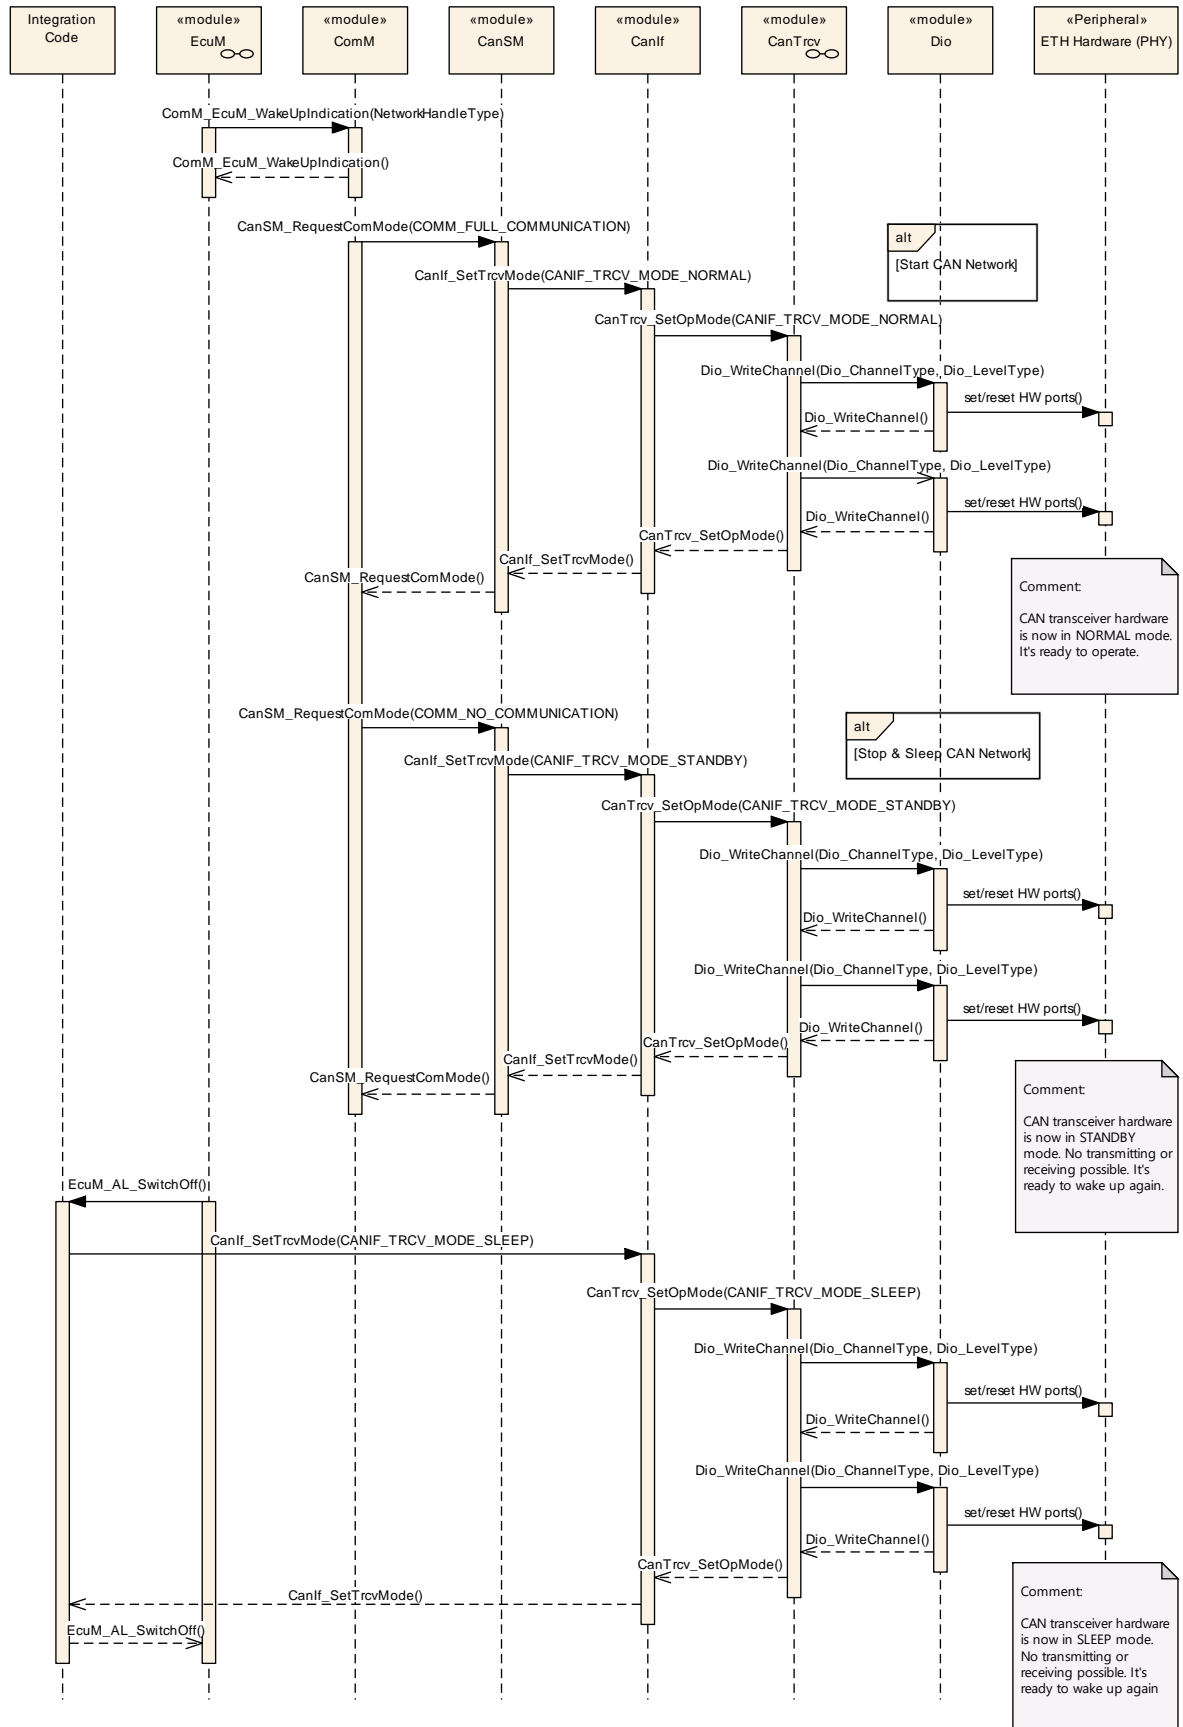 Integration
Code
«module»
EcuM
«module»
ComM
«module»
CanSM
«module»
CanIf
«module»
CanTrcv
«module»
Dio
«Peripheral»
ETH Hardware (PHY)
ComM_EcuM_WakeUpIndication(NetworkHandleType)
ComM_EcuM_WakeUpIndication()
CanSM_RequestComMode(COMM_FULL_COMMUNICATION)
alt
[Start CAN Network]
CanIf_SetTrcvMode(CANIF_TRCV_MODE_NORMAL)
CanTrcv_SetOpMode(CANIF_TRCV_MODE_NORMAL)
Dio_WriteChannel(Dio_ChannelType, Dio_LevelType)
set/reset HW ports()
Dio_WriteChannel()
Dio_WriteChannel(Dio_ChannelType, Dio_LevelType)
set/reset HW ports()
Dio_WriteChannel()
CanTrcv_SetOpMode()
CanIf_SetTrcvMode()
CanSM_RequestComMode()
Comment:
CAN transceiver hardware
is now in NORMAL mode.
It's ready to operate.
CanSM_RequestComMode(COMM_NO_COMMUNICATION)
alt
[Stop & Sleep CAN Network]
CanIf_SetTrcvMode(CANIF_TRCV_MODE_STANDBY)
CanTrcv_SetOpMode(CANIF_TRCV_MODE_STANDBY)
Dio_WriteChannel(Dio_ChannelType, Dio_LevelType)
set/reset HW ports()
Dio_WriteChannel()
Dio_WriteChannel(Dio_ChannelType, Dio_LevelType)
set/reset HW ports()
Dio_WriteChannel()
CanTrcv_SetOpMode()
CanIf_SetTrcvMode()
CanSM_RequestComMode()
Comment:
CAN transceiver hardware
is now in STANDBY
mode. No transmitting or
receiving possible. It's
ready to wake up again.
EcuM_AL_SwitchOff()
CanIf_SetTrcvMode(CANIF_TRCV_MODE_SLEEP)
CanTrcv_SetOpMode(CANIF_TRCV_MODE_SLEEP)
Dio_WriteChannel(Dio_ChannelType, Dio_LevelType)
set/reset HW ports()
Dio_WriteChannel()
Dio_WriteChannel(Dio_ChannelType, Dio_LevelType)
set/reset HW ports()
Dio_WriteChannel()
CanTrcv_SetOpMode()
CanIf_SetTrcvMode()
EcuM_AL_SwitchOff()
Comment:
CAN transceiver hardware
is now in SLEEP mode.
No transmitting or
receiving possible. It's
ready to wake up again